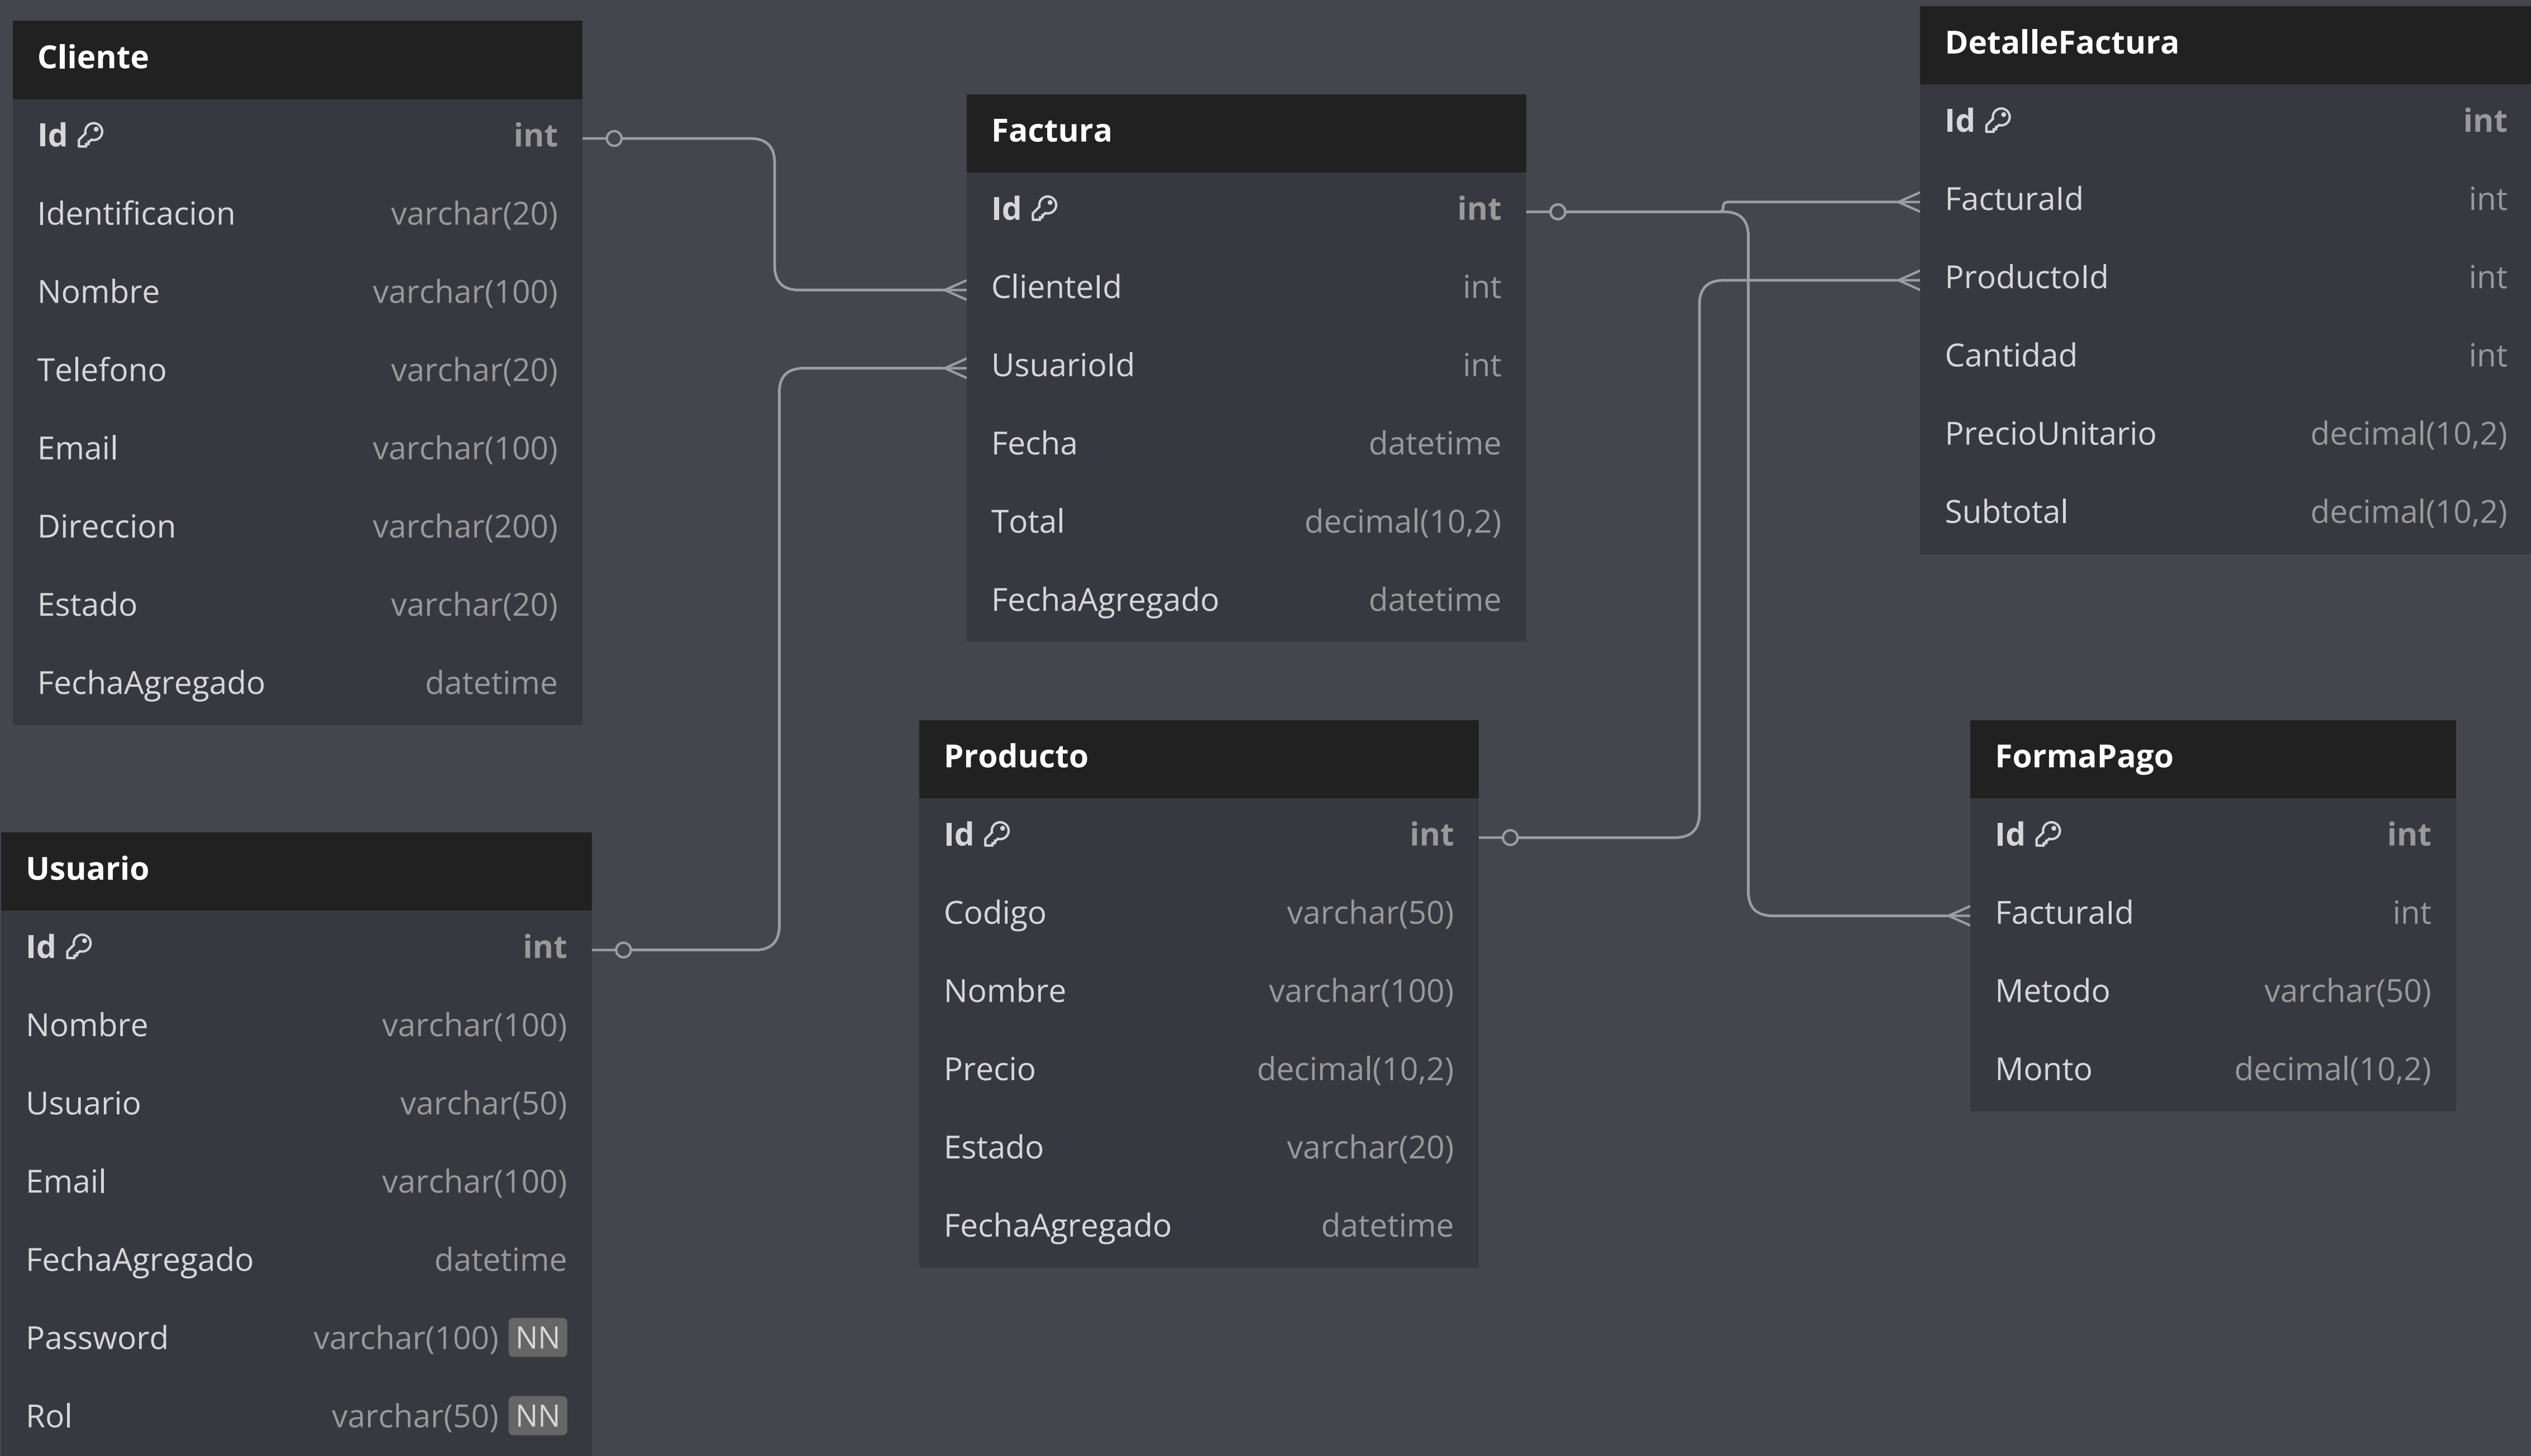 Cliente
Id int
Identificacion varchar(20)
Nombre varchar(100)
Telefono varchar(20)
Email varchar(100)
Direccion varchar(200)
Estado varchar(20)
FechaAgregado datetime
Usuario
Id int
Nombre varchar(100)
Usuario varchar(50)
Email varchar(100)
FechaAgregado datetime
Password varchar(100) NN
Rol varchar(50) NN
Factura
Id int
ClienteId int
UsuarioId int
Fecha datetime
Total decimal(10,2)
FechaAgregado datetime
Producto
Id int
Codigo varchar(50)
Nombre varchar(100)
Precio decimal(10,2)
Estado varchar(20)
FechaAgregado datetime
DetalleFactura
Id int
FacturaId int
ProductoId int
Cantidad int
PrecioUnitario decimal(10,2)
Subtotal decimal(10,2)
FormaPago
Id int
FacturaId int
Metodo varchar(50)
Monto decimal(10,2)